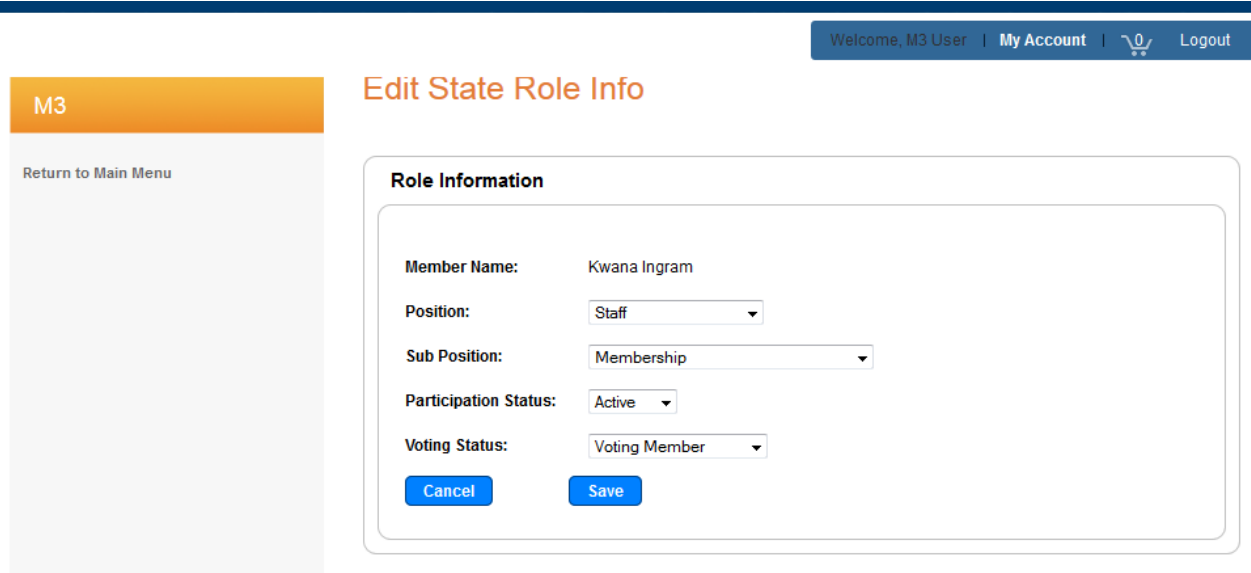 Welcome, M3 User | My Account | 0 Logout
M3
Edit State Role Info
Return to Main Menu
Role Information
Member Name: Kwana Ingram
Position: Staff
Sub Position: Membership
Participation Status: Active
Voting Status: Voting Member
Cancel Save